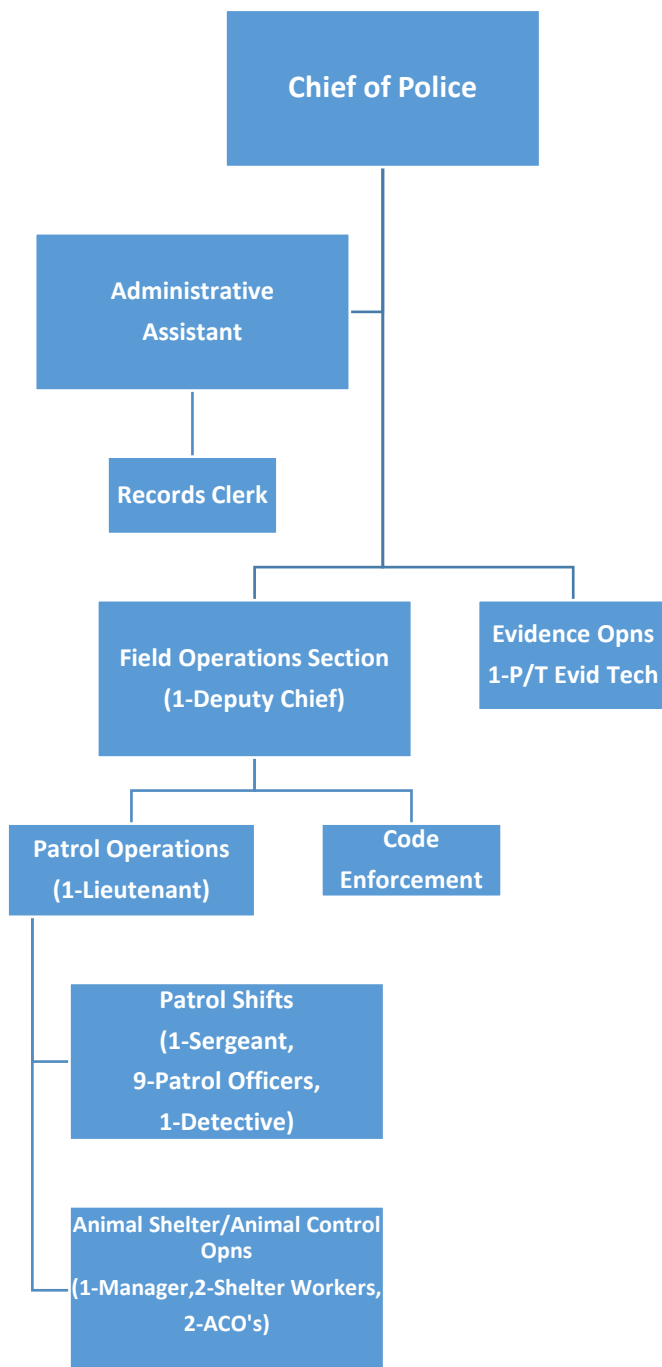 Chief of Police
Administrative
Assistant
Records Clerk
Field Operations Section
(1-Deputy Chief)
Evidence Opns
1-P/T Evid Tech
Patrol Operations
(1-Lieutenant)
Code
Enforcement
Patrol Shifts
(1-Sergeant,
9-Patrol Officers,
1-Detective)
Animal Shelter/Animal Control
Opns
(1-Manager,2-Shelter Workers,
2-ACO's)